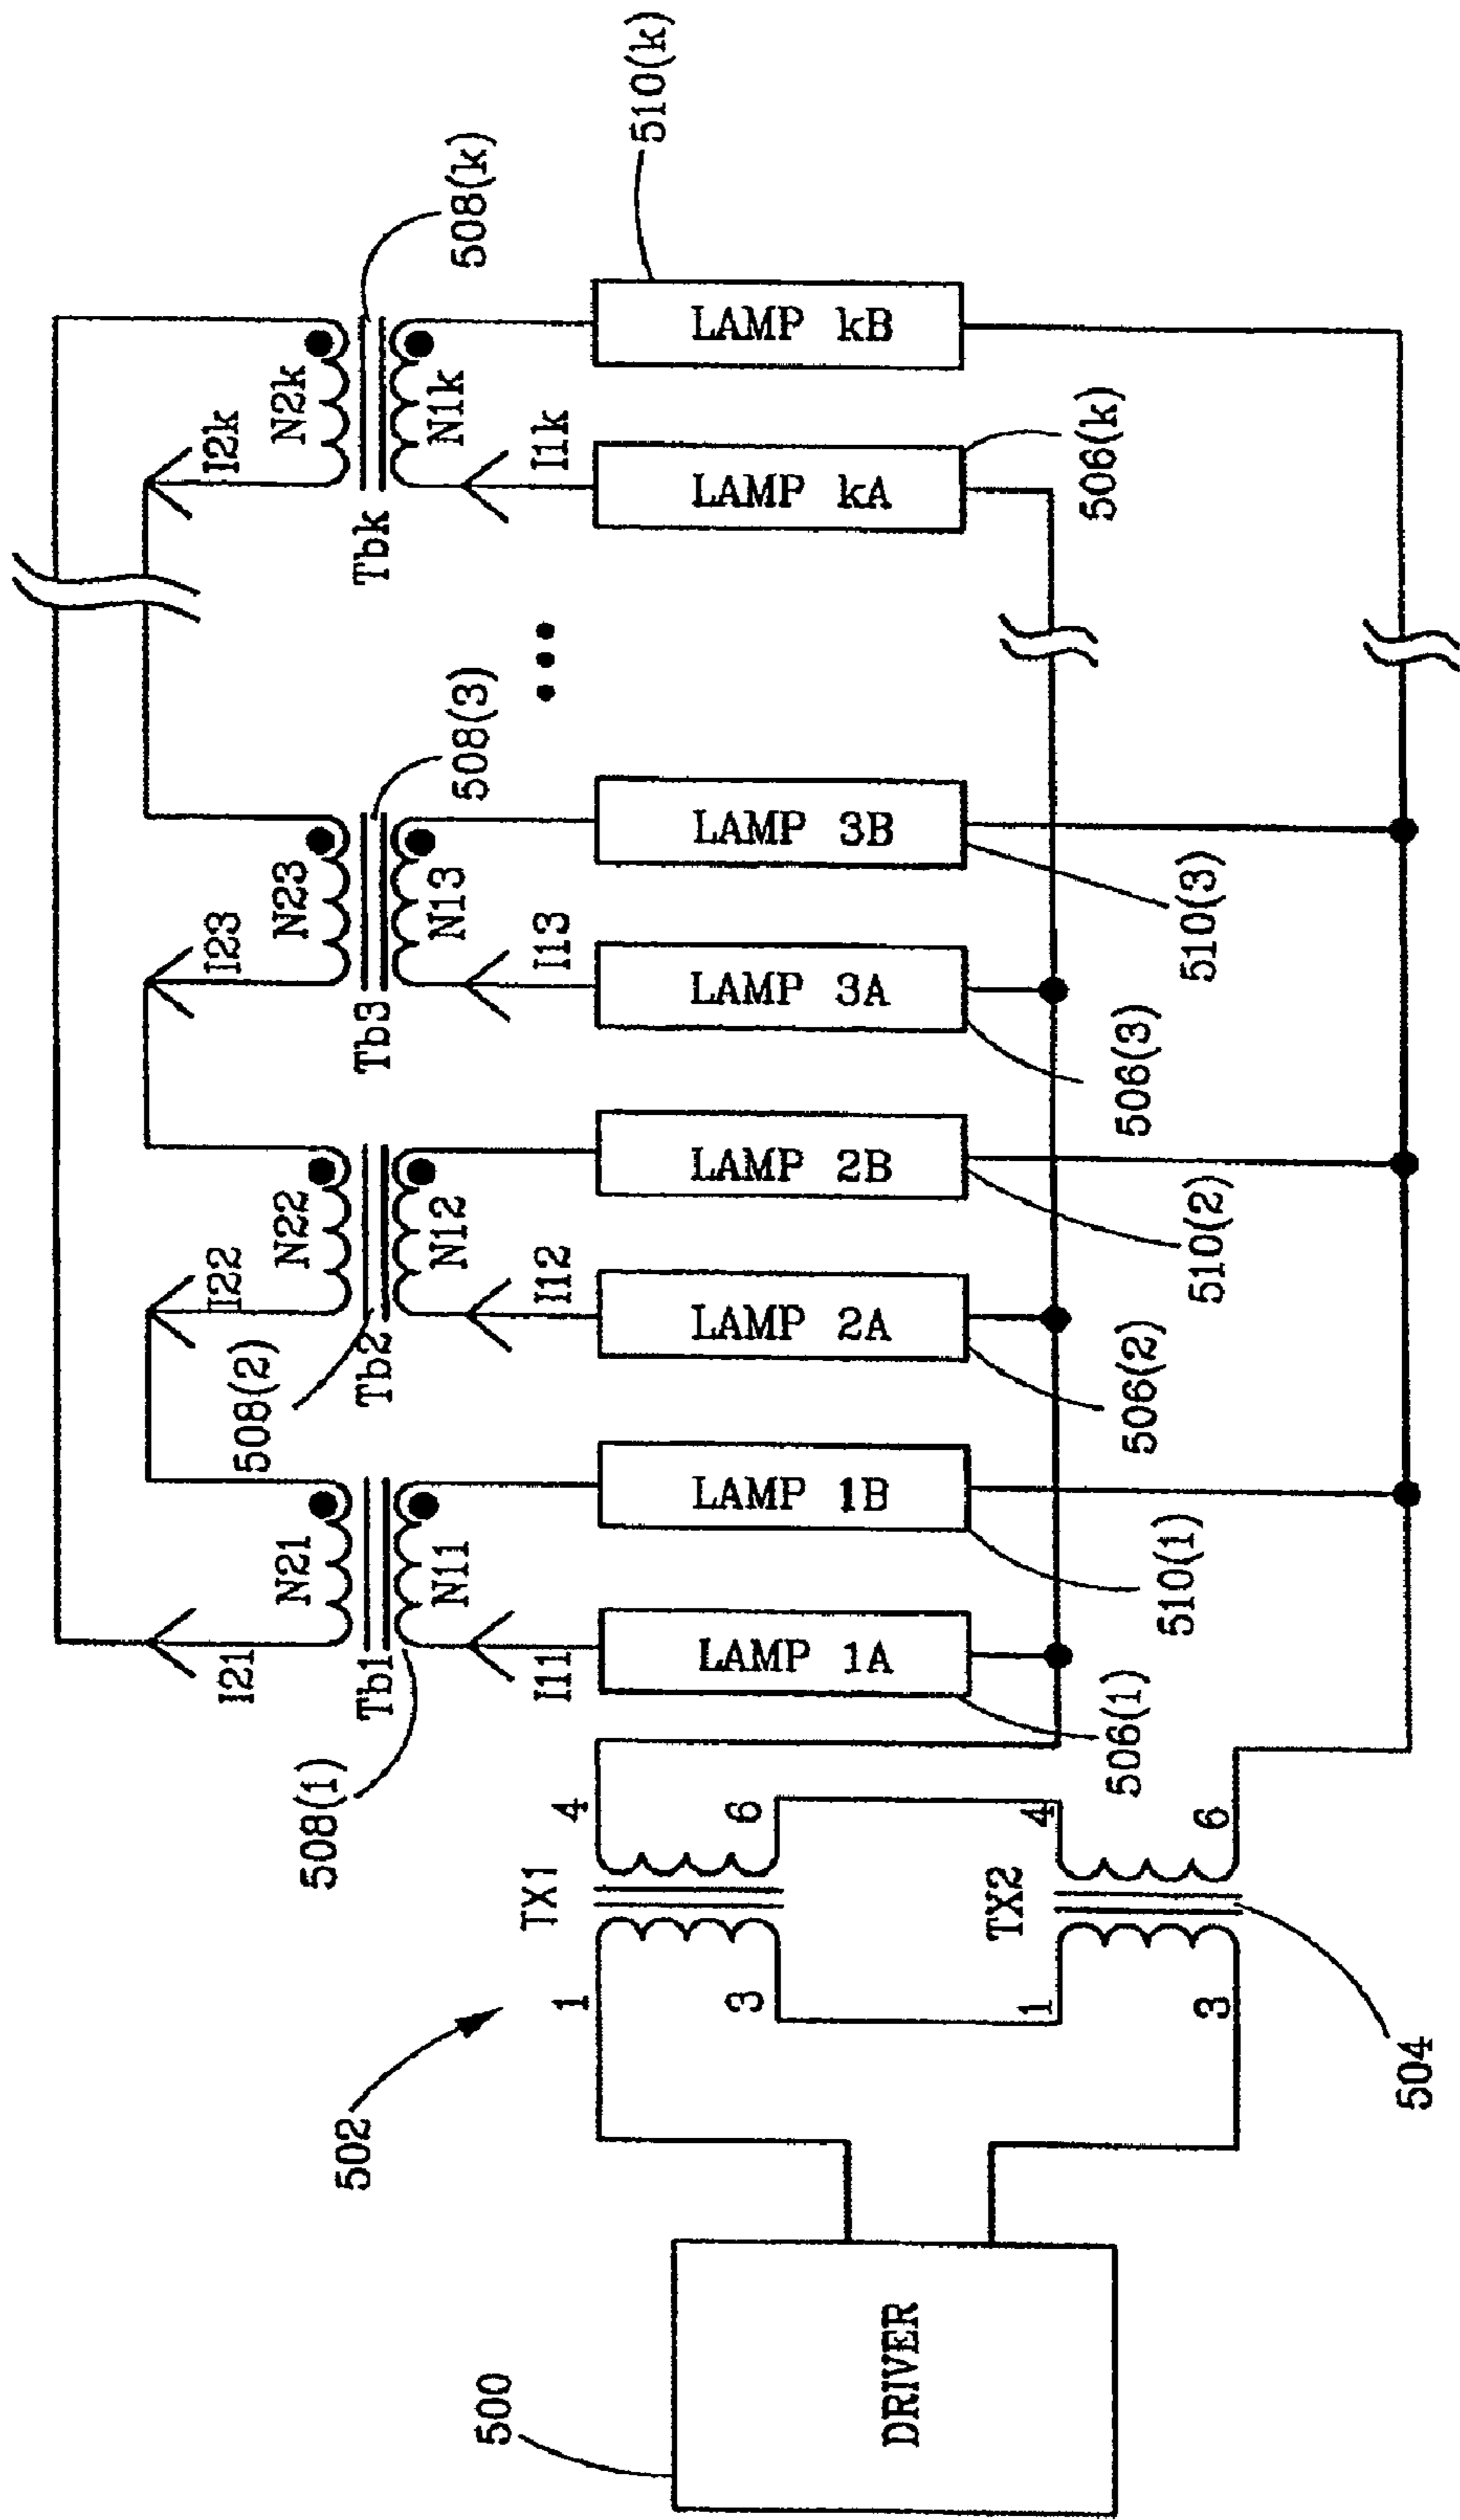 500
DRIVER
502
504
TX1
1
3
4
6
TX2
1
3
4
6
I21
N21
Tb1
N11
508(1)
I11
LAMP 1A
506(1)
LAMP 1B
510(1)
I22
N22
508(2)
Tb2
N12
I12
LAMP 2A
506(2)
LAMP 2B
510(2)
I23
N23
Tb3
N13
508(3)
I13
LAMP 3A
506(3)
LAMP 3B
510(3)
I2k
N2k
Tbk
N1k
508(k)
I1k
LAMP kA
506(k)
LAMP kB
510(k)